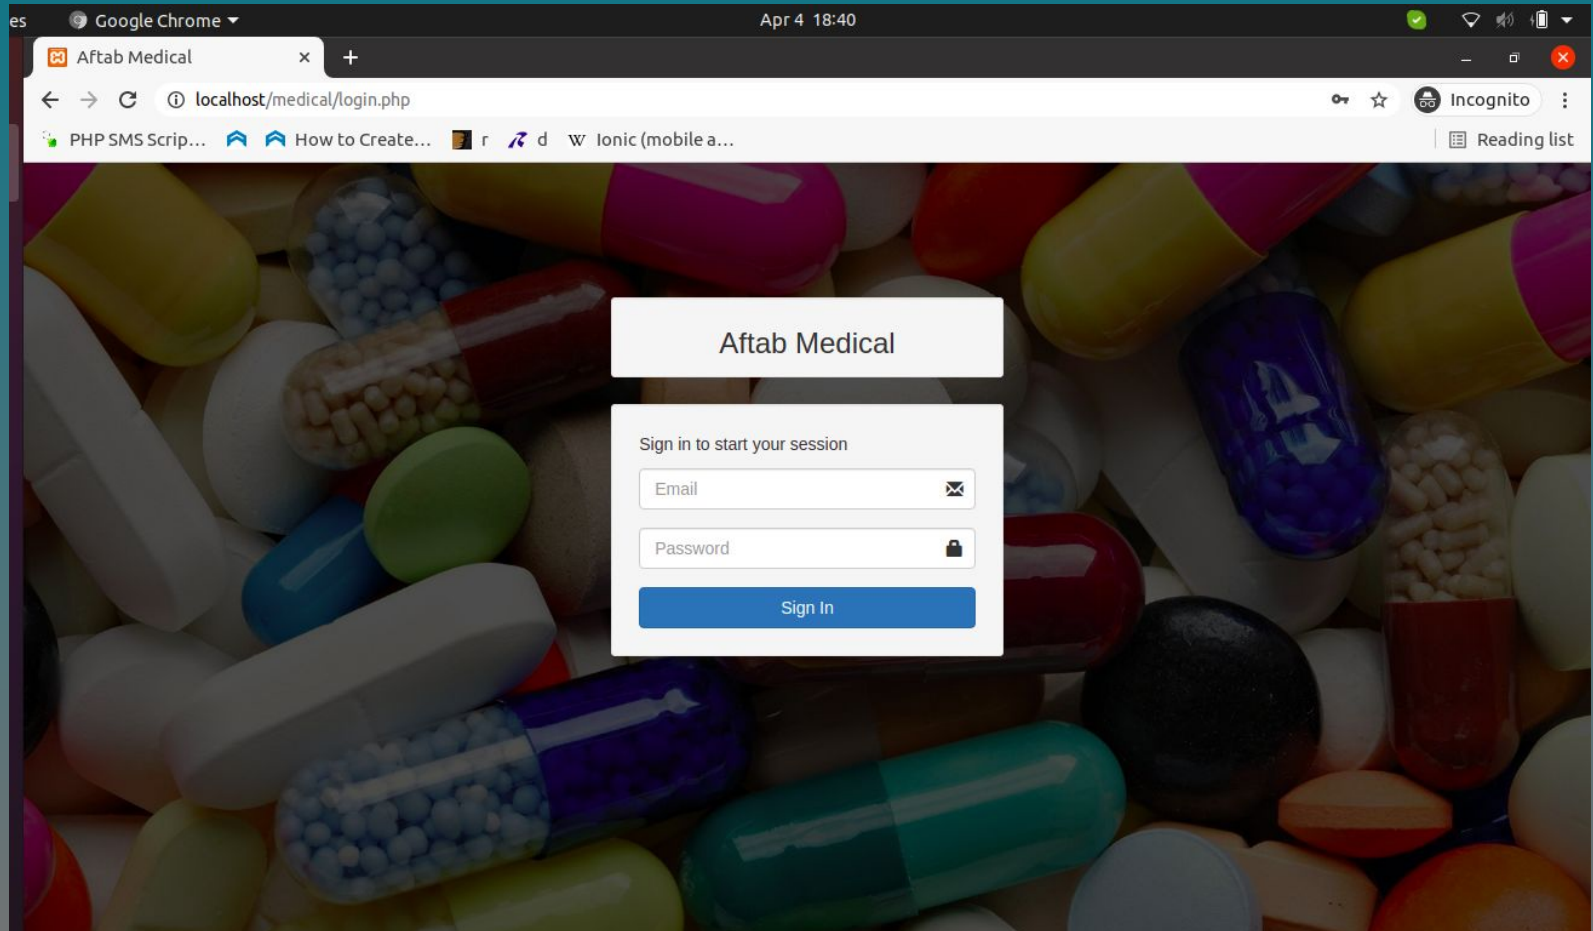 es Google Chrome Apr 4 18:40
Aftab Medical
localhost/medical/login.php Incognito
PHP SMS Scrip... How to Create... r d W Ionic (mobile a... Reading list
Aftab Medical
Sign in to start your session
Email
Password
Sign In